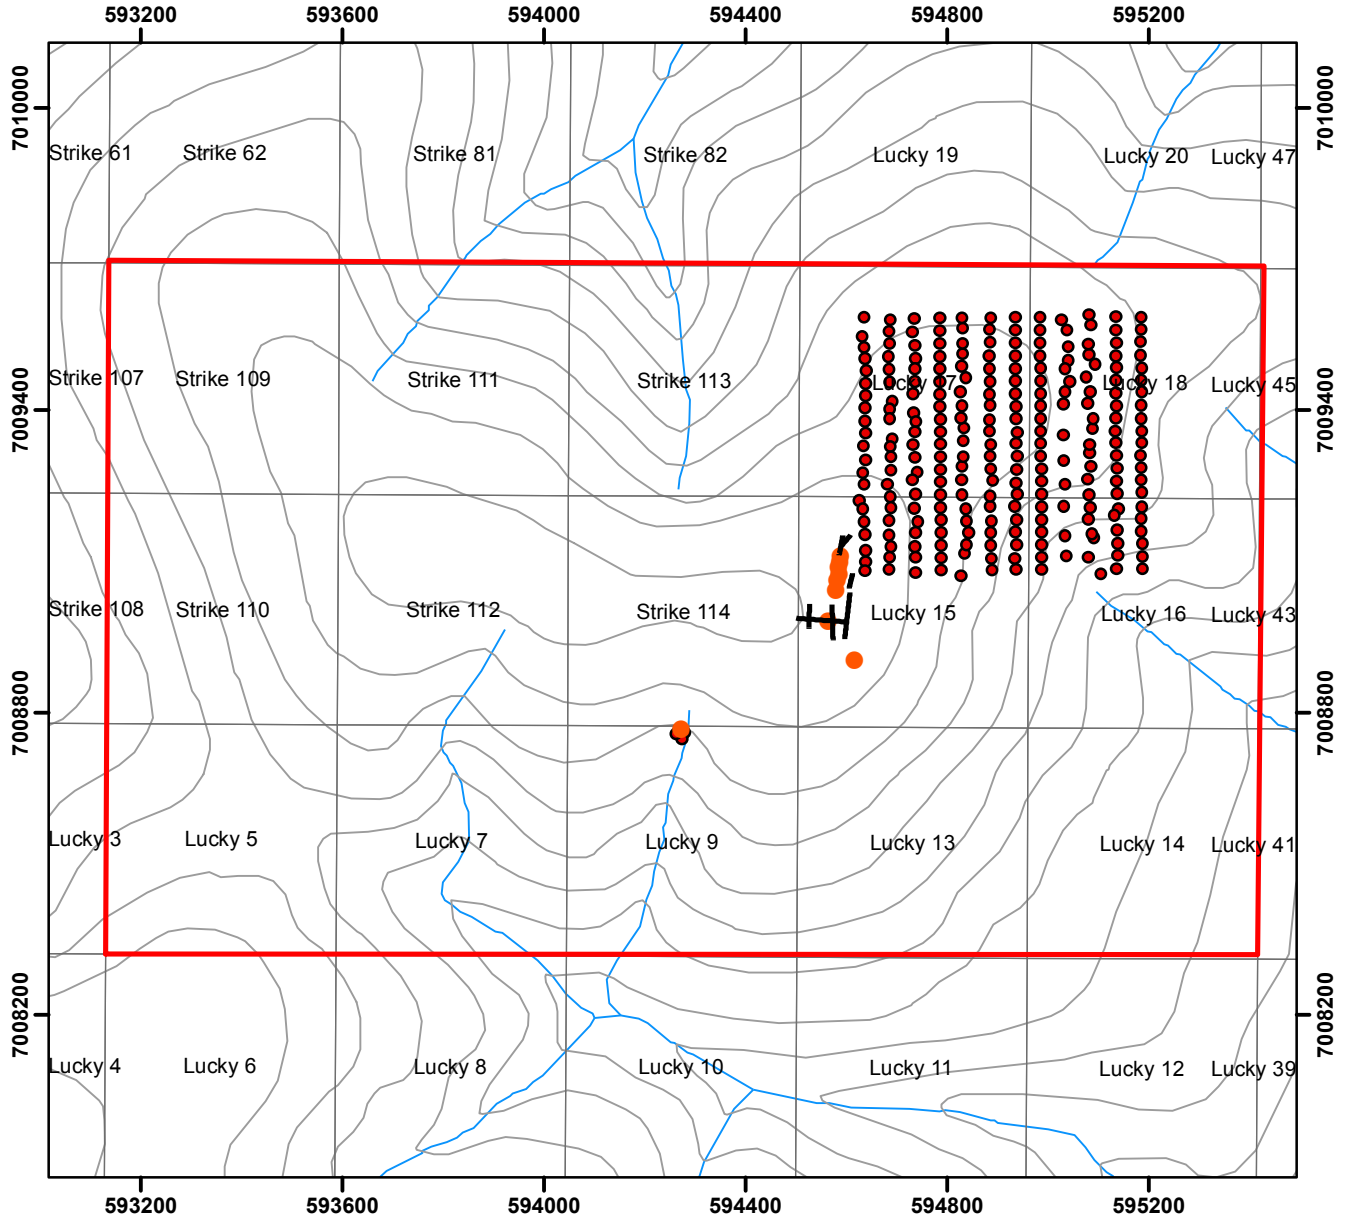 593200 593600 594000 594400 594800 595200
7010000 7010000
Strike 61 Strike 62 Strike 81 Strike 82 Lucky 19 Lucky 20 Lucky 47
7009400 7009400
Strike 107 Strike 109 Strike 111 Strike 113 Lucky 17 Lucky 18 Lucky 45
Strike 108 Strike 110 Strike 112 Strike 114 Lucky 15 Lucky 16 Lucky 43
7008800 7008800
Lucky 3 Lucky 5 Lucky 7 Lucky 9 Lucky 13 Lucky 14 Lucky 41
7008200 7008200
Lucky 4 Lucky 6 Lucky 8 Lucky 10 Lucky 11 Lucky 12 Lucky 39
593200 593600 594000 594400 594800 595200